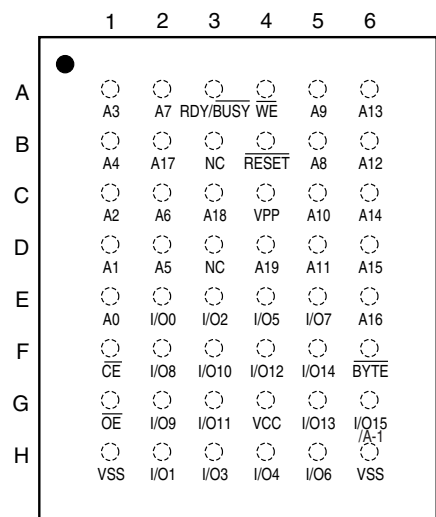 1 2 3 4 5 6
A
A3 A7 RDY/BUSY WE A9 A13
B
A4 A17 NC RESET A8 A12
C
A2 A6 A18 VPP A10 A14
D
A1 A5 NC A19 A11 A15
E
A0 I/O0 I/O2 I/O5 I/O7 A16
F
CE I/O8 I/O10 I/O12 I/O14 BYTE
G
OE I/O9 I/O11 VCC I/O13 I/O15
/A-1
H
VSS I/O1 I/O3 I/O4 I/O6 VSS